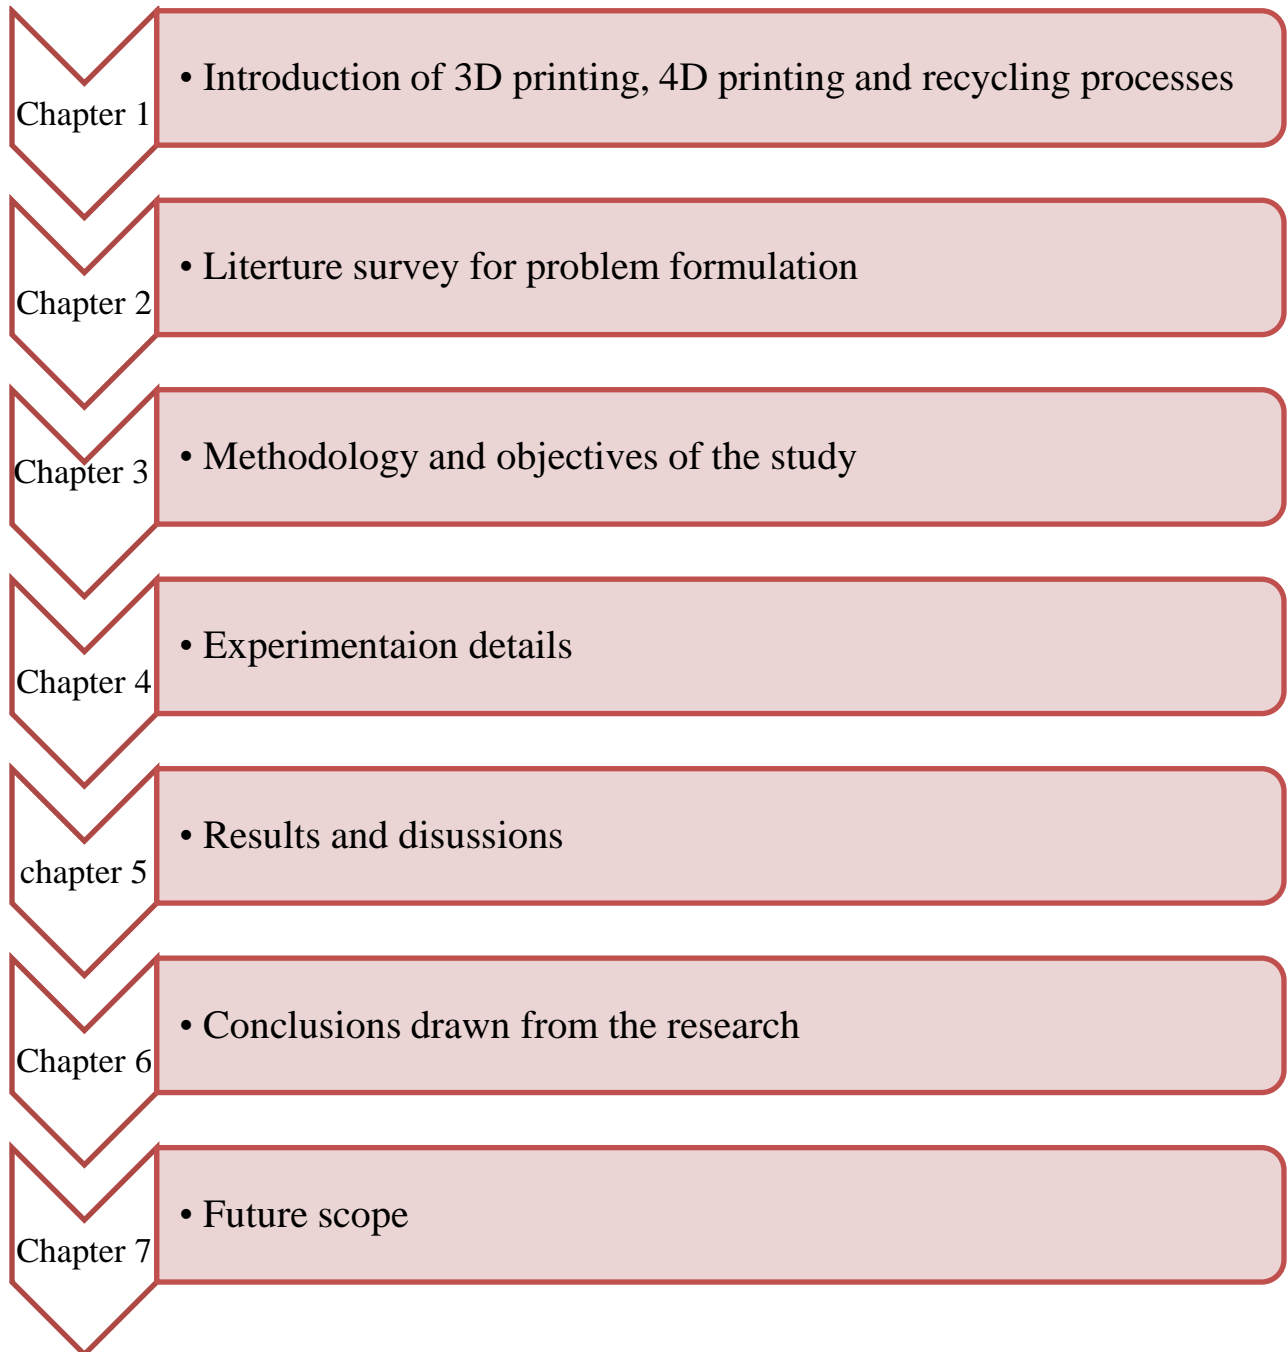 Chapter 1
• Introduction of 3D printing, 4D printing and recycling processes
Chapter 2
• Literture survey for problem formulation
Chapter 3
• Methodology and objectives of the study
Chapter 4
• Experimentaion details
chapter 5
• Results and disussions
Chapter 6
• Conclusions drawn from the research
Chapter 7
• Future scope